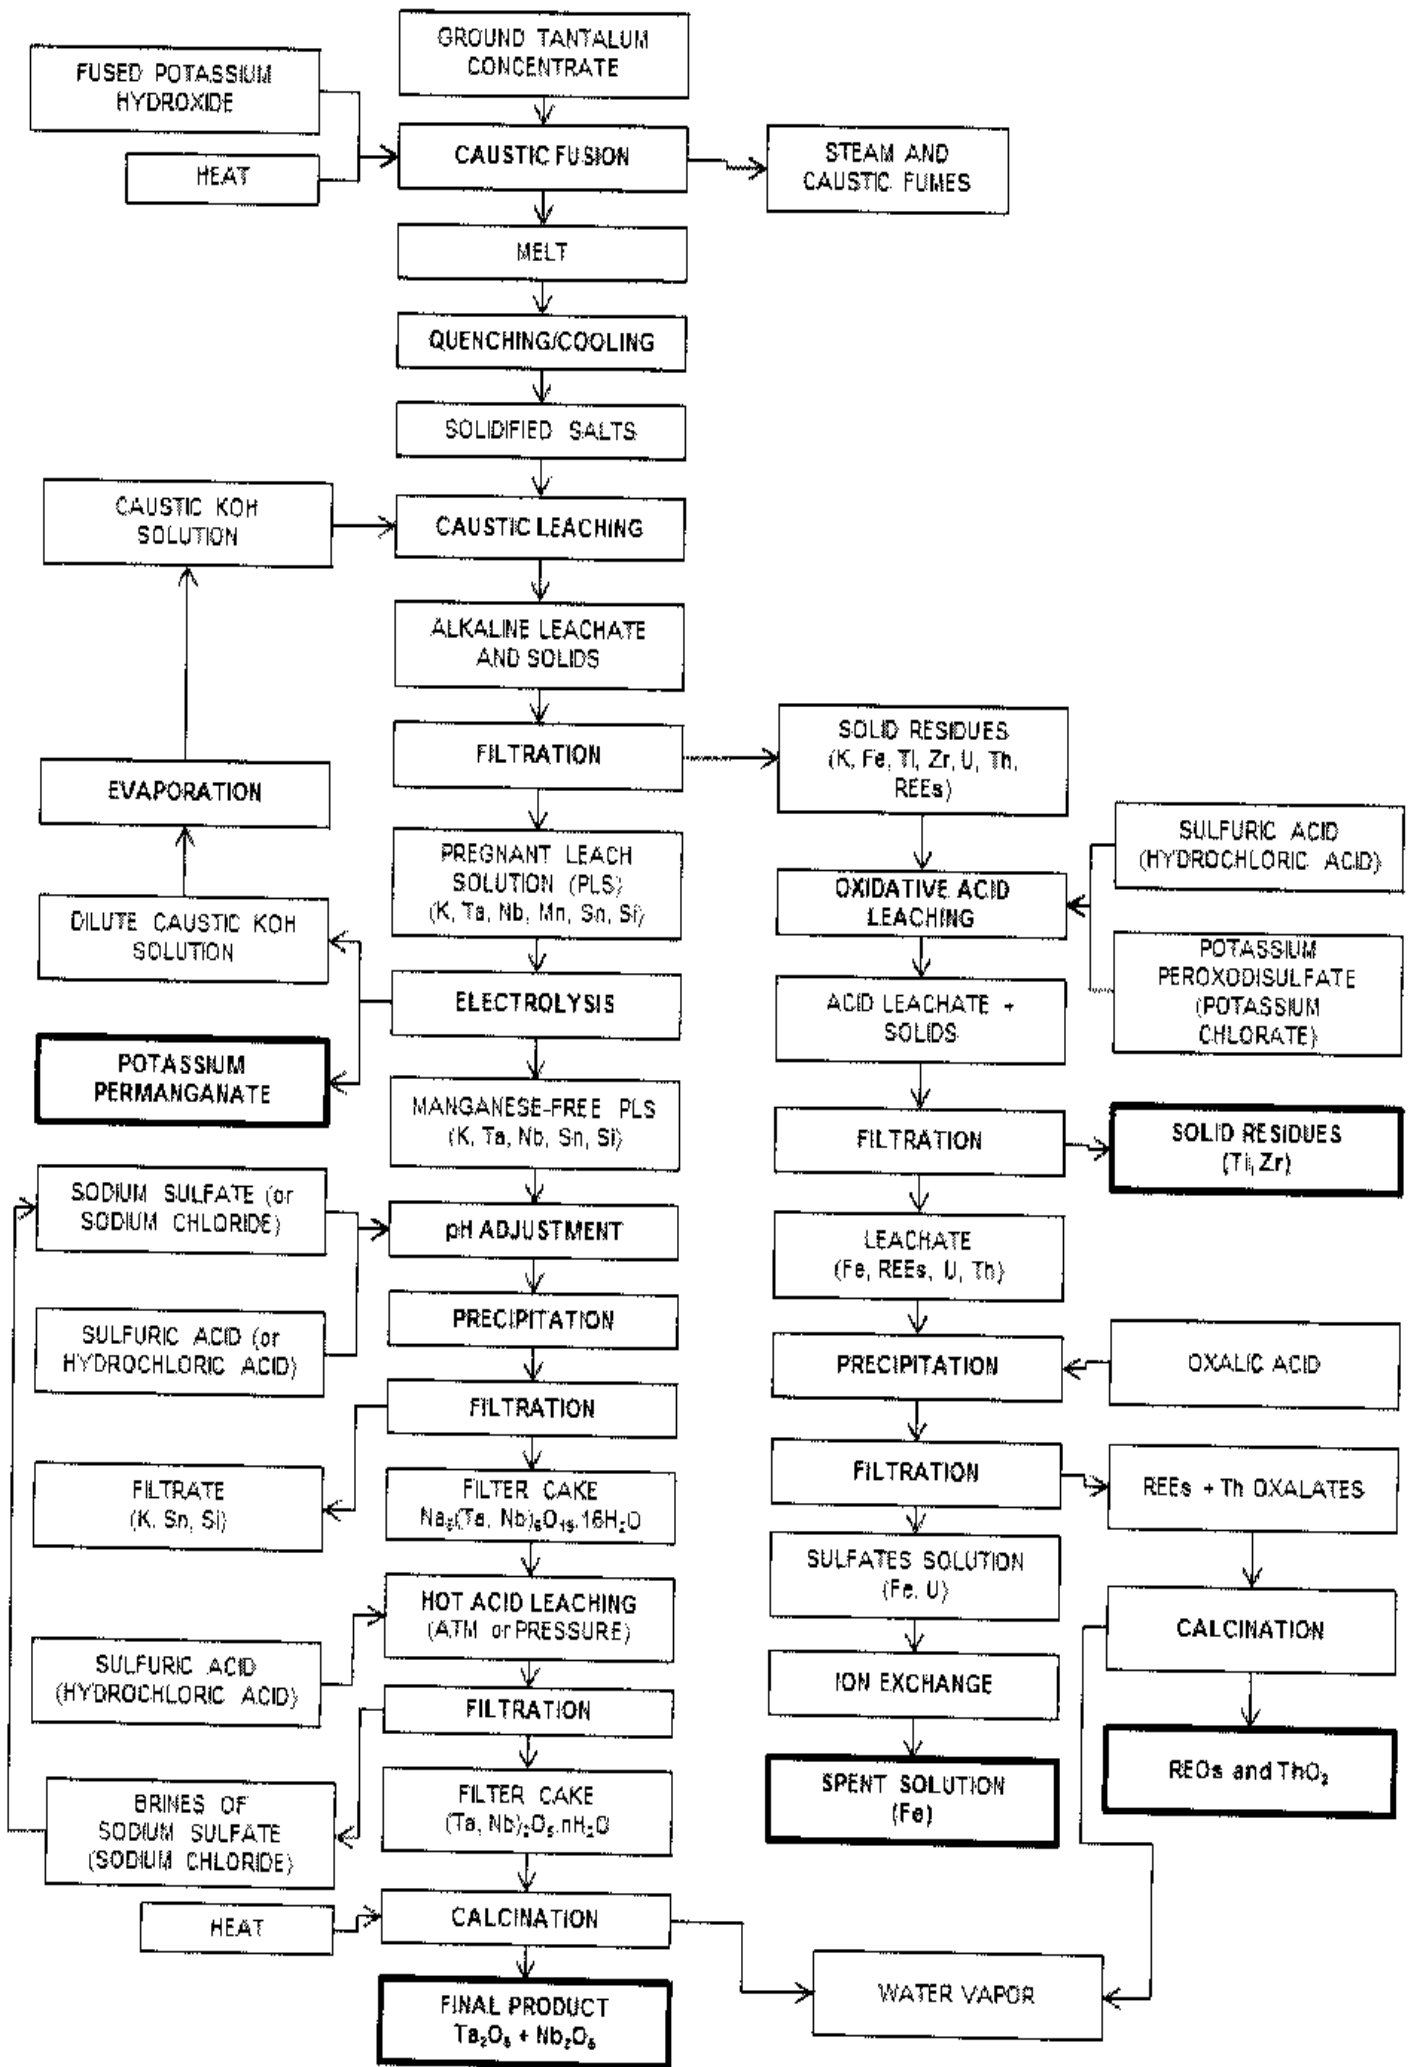 GROUND TANTALUM
CONCENTRATE
FUSED POTASSIUM
HYDROXIDE
HEAT
CAUSTIC FUSION
STEAM AND
CAUSTIC FUMES
MELT
QUENCHING/COOLING
SOLIDIFIED SALTS
CAUSTIC KOH
SOLUTION
CAUSTIC LEACHING
ALKALINE LEACHATE
AND SOLIDS
FILTRATION
SOLID RESIDUES
(K, Fe, Ti, Zr, U, Th,
REEs)
EVAPORATION
PREGNANT LEACH
SOLUTION (PLS)
(K, Ta, Nb, Mn, Sn, Si)
OXIDATIVE ACID
LEACHING
SULFURIC ACID
(HYDROCHLORIC ACID)
DILUTE CAUSTIC KOH
SOLUTION
POTASSIUM
PEROXODISULFATE
(POTASSIUM
CHLORATE)
ELECTROLYSIS
ACID LEACHATE +
SOLIDS
POTASSIUM
PERMANGANATE
MANGANESE-FREE PLS
(K, Ta, Nb, Sn, Si)
FILTRATION
SOLID RESIDUES
(Ti, Zr)
SODIUM SULFATE (or
SODIUM CHLORIDE)
pH ADJUSTMENT
LEACHATE
(Fe, REEs, U, Th)
PRECIPITATION
SULFURIC ACID (or
HYDROCHLORIC ACID)
PRECIPITATION
OXALIC ACID
FILTRATION
FILTRATION
REEs + Th OXALATES
FILTRATE
(K, Sn, Si)
FILTER CAKE
Na₈(Ta, Nb)₆O₁₉.16H₂O
SULFATES SOLUTION
(Fe, U)
HOT ACID LEACHING
(ATM or PRESSURE)
CALCINATION
SULFURIC ACID
(HYDROCHLORIC ACID)
ION EXCHANGE
FILTRATION
REOs and ThO₂
SPENT SOLUTION
(Fe)
FILTER CAKE
(Ta, Nb)₂O₅.nH₂O
BRINES OF
SODIUM SULFATE
(SODIUM CHLORIDE)
HEAT
CALCINATION
WATER VAPOR
FINAL PRODUCT
Ta₂O₅ + Nb₂O₅